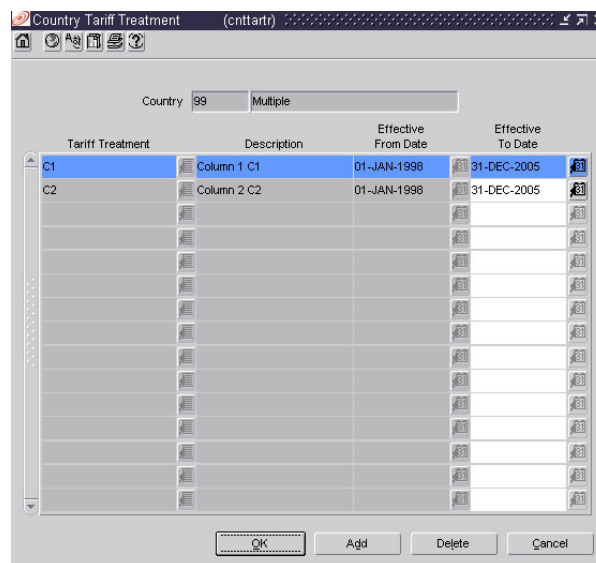 Country Tariff Treatment (cnttartr)
Country 99 Multiple
Tariff Treatment Description Effective From Date Effective To Date
C1 Column 1 C1 01-JAN-1998 31-DEC-2005
C2 Column 2 C2 01-JAN-1998 31-DEC-2005
OK Add Delete Cancel